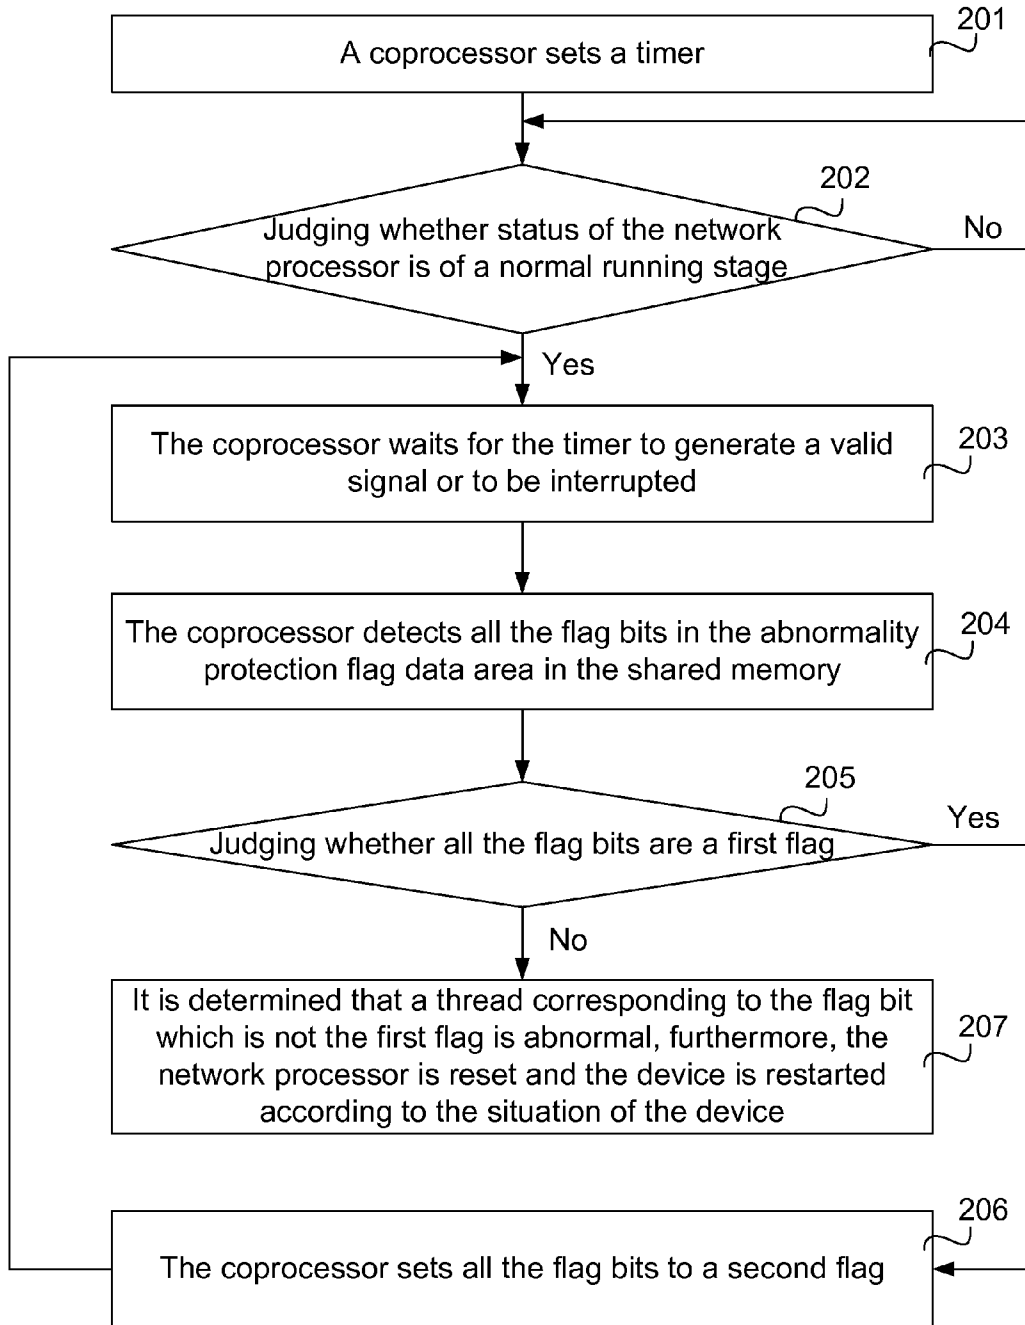 201
A coprocessor sets a timer
202
Judging whether status of the network
processor is of a normal running stage
No
Yes
The coprocessor waits for the timer to generate a valid
signal or to be interrupted
203
The coprocessor detects all the flag bits in the abnormality
protection flag data area in the shared memory
204
205
Judging whether all the flag bits are a first flag
Yes
No
It is determined that a thread corresponding to the flag bit
which is not the first flag is abnormal, furthermore, the
network processor is reset and the device is restarted
according to the situation of the device
207
206
The coprocessor sets all the flag bits to a second flag